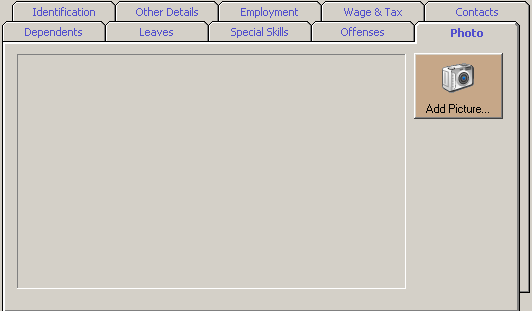 Identification Other Details Employment Wage & Tax Contacts
Dependents Leaves Special Skills Offenses Photo
Add Picture...